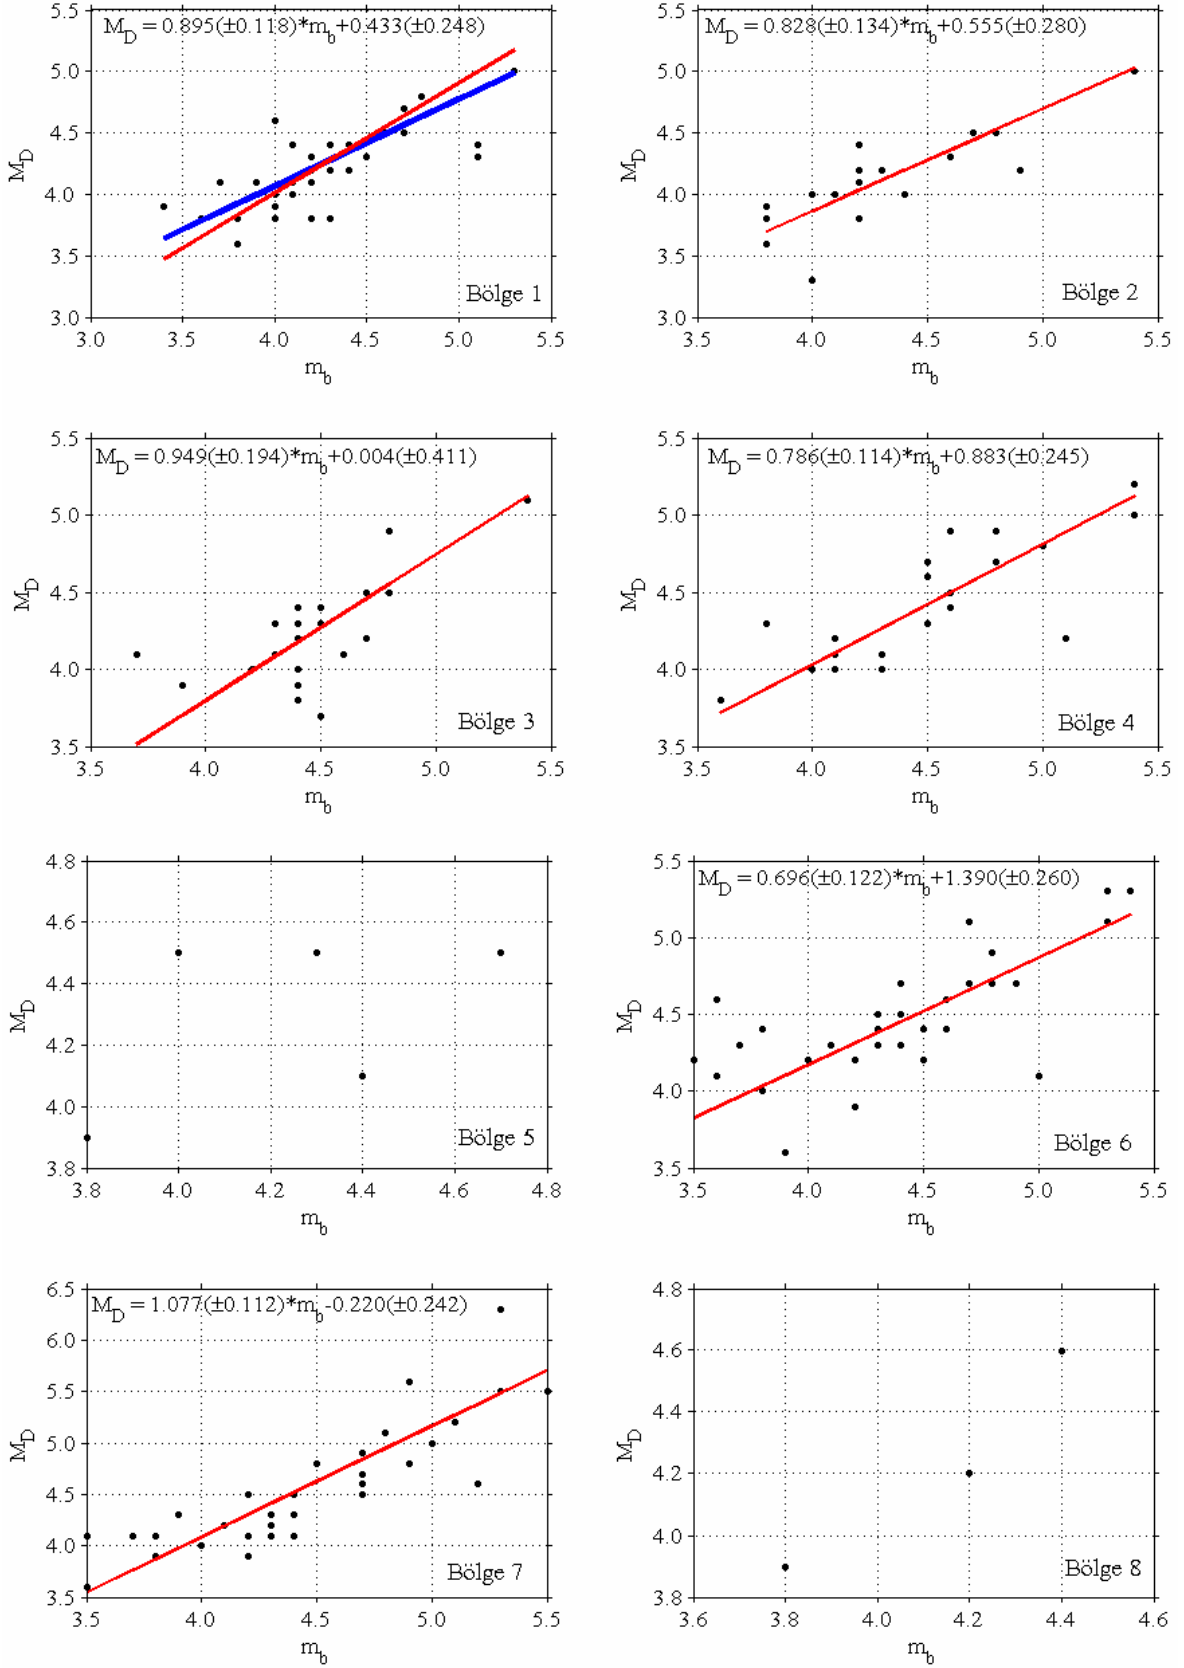 M_D = 0.895(±0.118)*m_b+0.433(±0.248)
5.5
5.0
4.5
4.0
3.5
3.0
M_D
Bölge 1
3.0 3.5 4.0 4.5 5.0 5.5
m_b
M_D = 0.828(±0.134)*m_b+0.555(±0.280)
5.5
5.0
4.5
4.0
3.5
3.0
M_D
Bölge 2
3.5 4.0 4.5 5.0 5.5
m_b
M_D = 0.949(±0.194)*m_b+0.004(±0.411)
5.5
5.0
4.5
4.0
3.5
M_D
Bölge 3
3.5 4.0 4.5 5.0 5.5
m_b
M_D = 0.786(±0.114)*m_b+0.883(±0.245)
5.5
5.0
4.5
4.0
3.5
M_D
Bölge 4
3.5 4.0 4.5 5.0 5.5
m_b
4.8
4.6
4.4
4.2
4.0
3.8
M_D
Bölge 5
3.8 4.0 4.2 4.4 4.6 4.8
m_b
M_D = 0.696(±0.122)*m_b+1.390(±0.260)
5.5
5.0
4.5
4.0
3.5
M_D
Bölge 6
3.5 4.0 4.5 5.0 5.5
m_b
M_D = 1.077(±0.112)*m_b-0.220(±0.242)
6.5
6.0
5.5
5.0
4.5
4.0
3.5
M_D
Bölge 7
3.5 4.0 4.5 5.0 5.5
m_b
4.8
4.6
4.4
4.2
4.0
3.8
M_D
Bölge 8
3.6 3.8 4.0 4.2 4.4 4.6
m_b